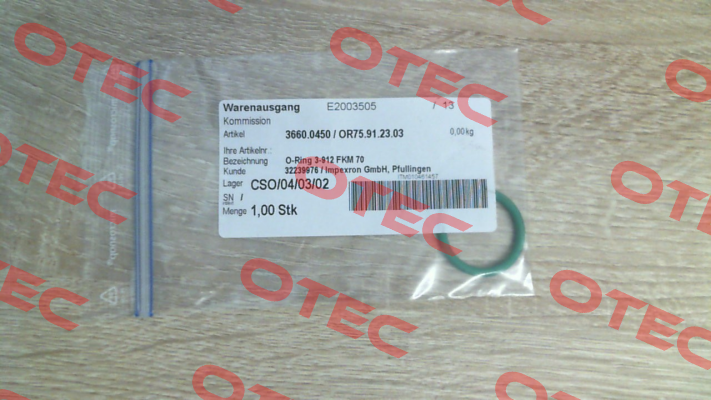 Warenausgang E2003505 / 13
Kommission
Artikel 3660.0450 / OR75.91.23.03 0,00kg
Ihre Artikelnr.:
Bezeichnung O-Ring 3-912 FKM 70
Kunde 32239976 / Impexron GmbH, Pfullingen
Lager CSO/04/03/02
SN /
Menge 1,00 Stk
OTEC
OTEC
OTEC
OTEC
OTEC
OTEC
OTEC
OTEC
OTEC
OTEC
OTEC